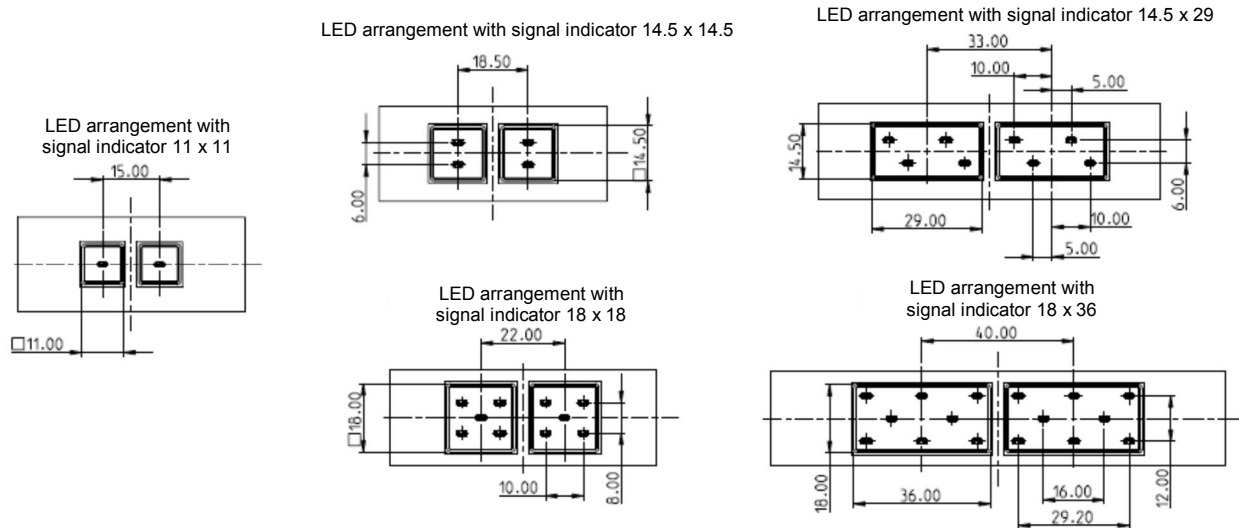 LED arrangement with
signal indicator 11 x 11
15.00
□11.00
LED arrangement with signal indicator 14.5 x 14.5
18.50
6.00
□14.50
LED arrangement with signal indicator 14.5 x 29
33.00
10.00
5.00
14.50
6.00
29.00
10.00
5.00
LED arrangement with
signal indicator 18 x 18
22.00
□18.00
10.00
8.00
LED arrangement with
signal indicator 18 x 36
40.00
18.00
36.00
16.00
12.00
29.20